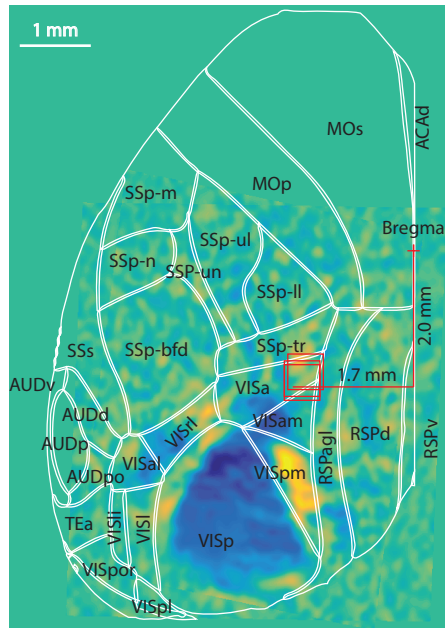 1 mm
MOs
ACAd
MOp
SSp-m
Bregma
SSp-ul
SSp-n
SSP-un
SSp-ll
2.0 mm
SSp-tr
SSs
SSp-bfd
1.7 mm
AUDv
VISa
AUDd
VISam
VISrl
RSPd
RSPv
AUDp
RSPagl
VISal
AUDpo
VISpm
TEa
VISli
VISl
VISp
VISpor
VISpl